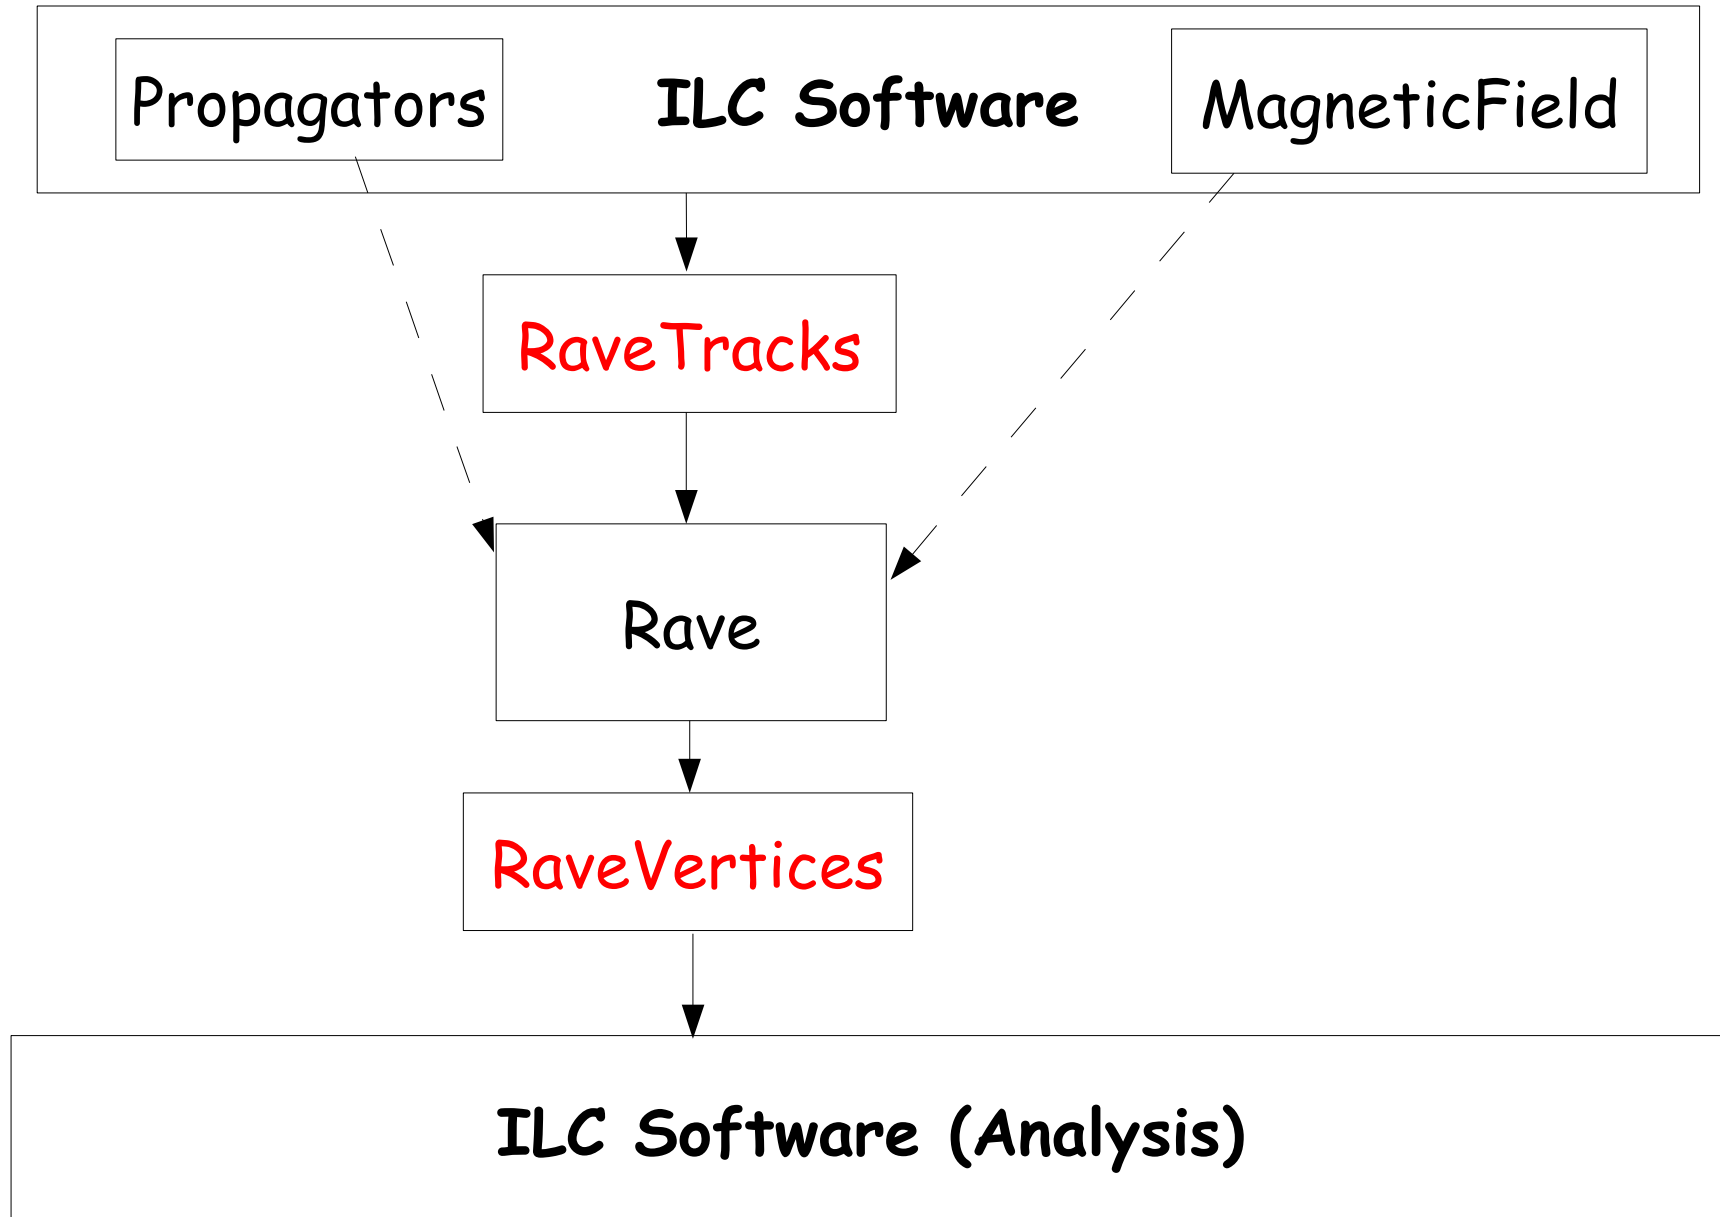 Propagators
ILC Software
MagneticField
RaveTracks
Rave
RaveVertices
ILC Software (Analysis)